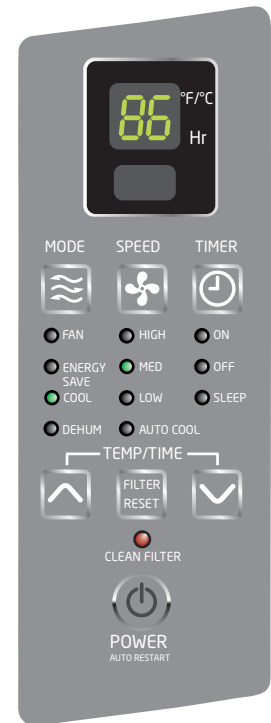 86 °F/°C
Hr
MODE SPEED TIMER
FAN HIGH ON
ENERGY SAVE MED OFF
COOL LOW SLEEP
DEHUM AUTO COOL
TEMP/TIME
FILTER
RESET
CLEAN FILTER
POWER
AUTO RESTART